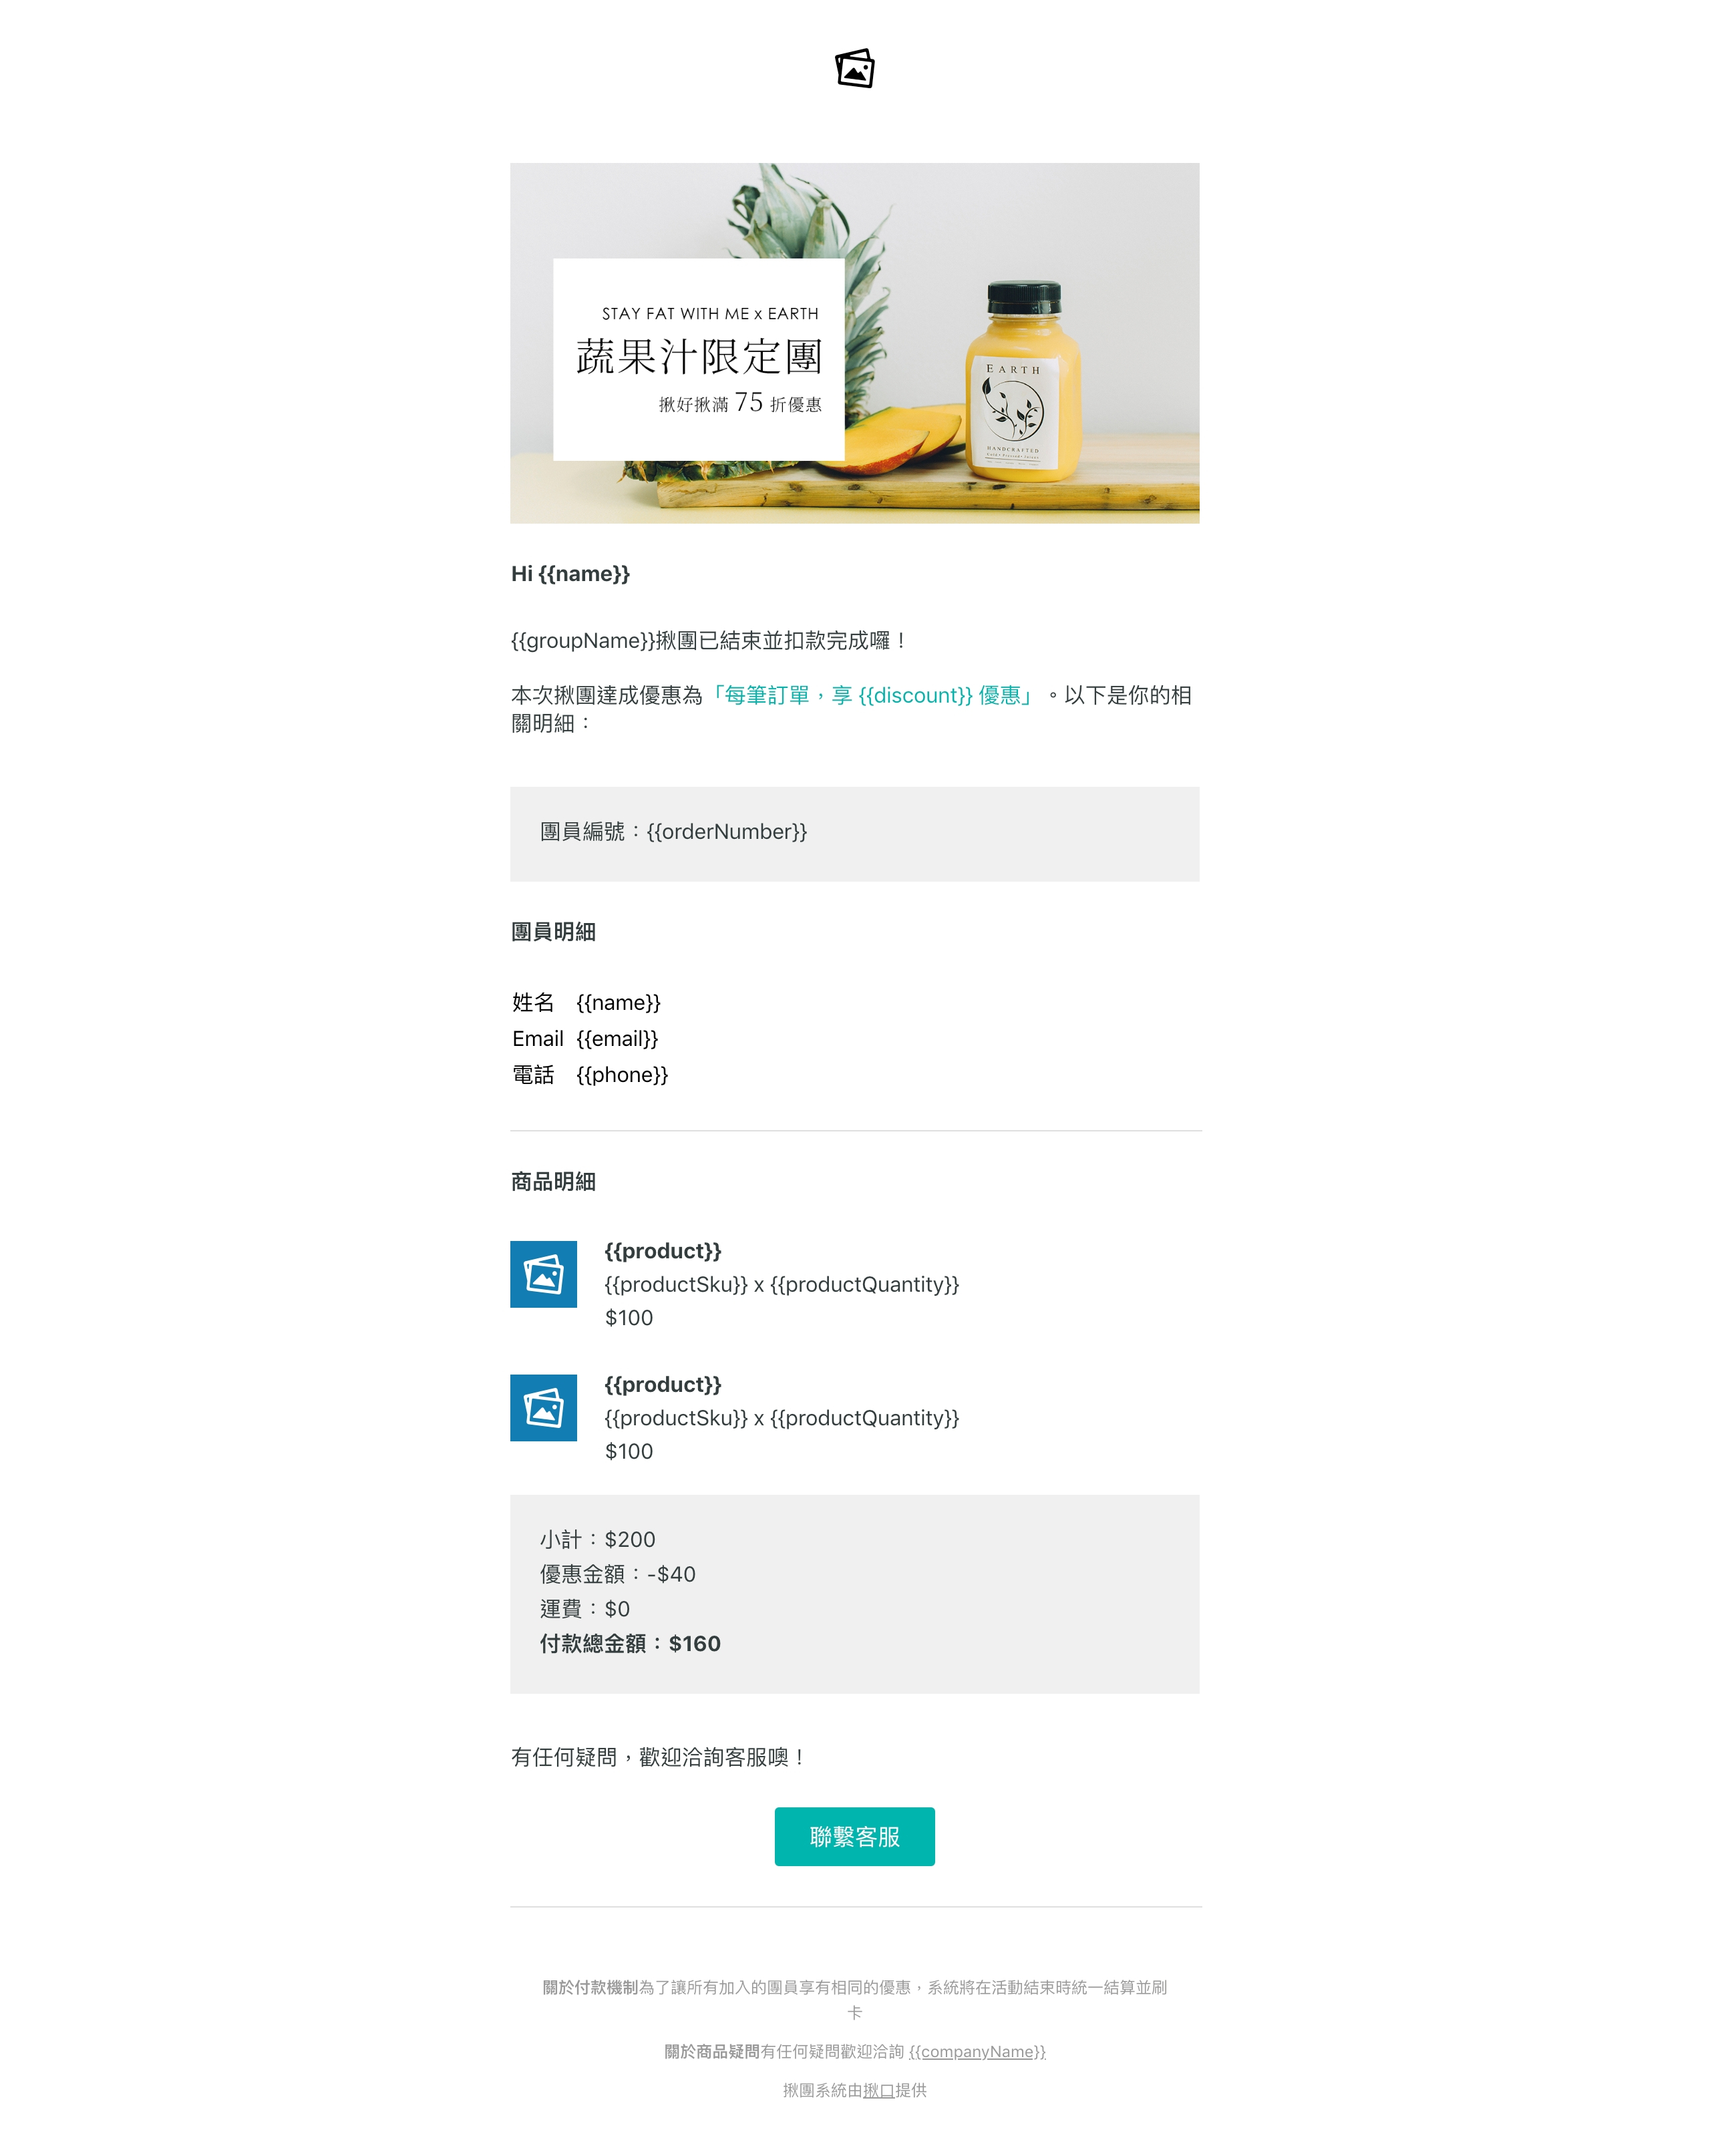 STAY FAT WITH ME x EARTH
蔬果汁限定團
揪好揪滿 75 折優惠
EARTH
HANDCRAFTED
Hi {{name}}
{{groupName}}揪團已結束並扣款完成囉！
本次揪團達成優惠為「每筆訂單，享 {{discount}} 優惠」。以下是你的相
關明細：
團員編號：{{orderNumber}}
團員明細
姓名 {{name}}
Email {{email}}
電話 {{phone}}
商品明細
{{product}}
{{productSku}} x {{productQuantity}}
$100
{{product}}
{{productSku}} x {{productQuantity}}
$100
小計：$200
優惠金額：-$40
運費：$0
付款總金額：$160
有任何疑問，歡迎洽詢客服噢！
聯繫客服
關於付款機制為了讓所有加入的團員享有相同的優惠，系統將在活動結束時統一結算並刷
卡
關於商品疑問有任何疑問歡迎洽詢 {{companyName}}
揪團系統由揪口提供